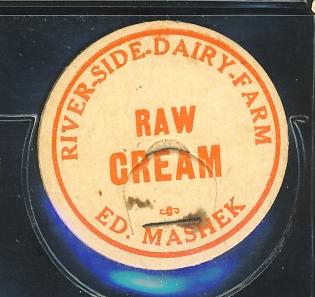 RIVER-SIDE-DAIRY-FARM
RAW
CREAM
ED. MASHEK